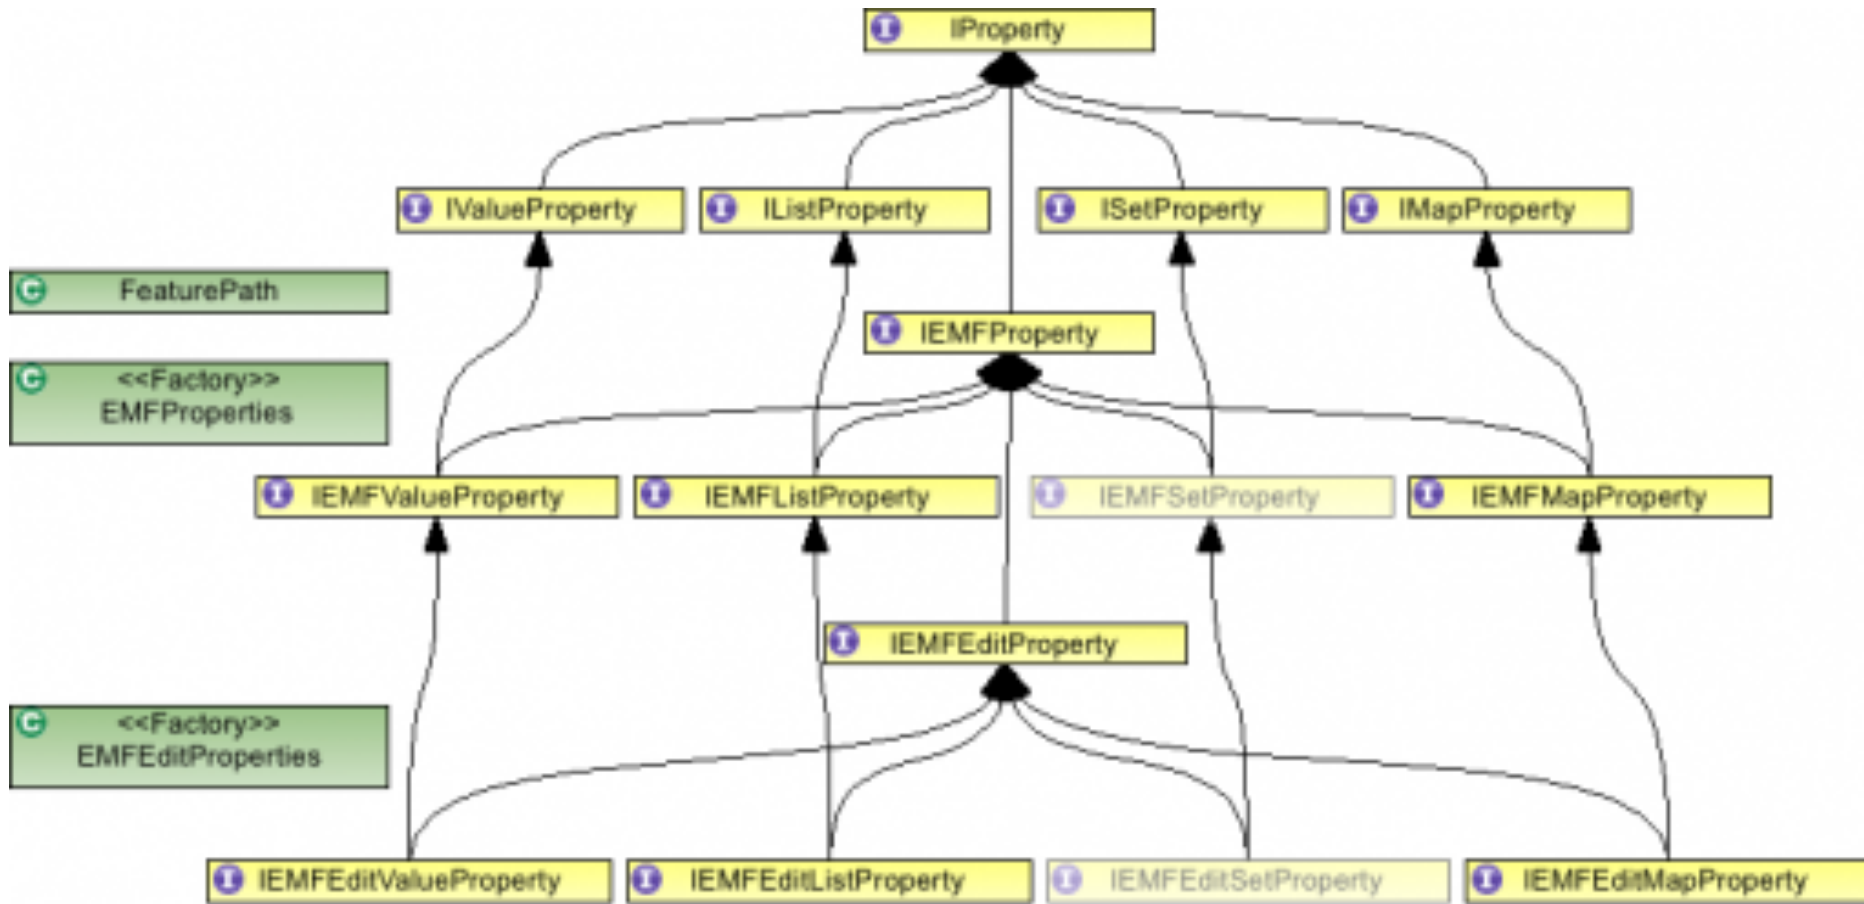 IProperty
IValueProperty
IListProperty
ISetProperty
IMapProperty
FeaturePath
IEMFProperty
<<Factory>>
EMFProperties
IEMFValueProperty
IEMFListProperty
IEMFSetProperty
IEMFMapProperty
IEMFEditProperty
<<Factory>>
EMFEditProperties
IEMFEditValueProperty
IEMFEditListProperty
IEMFEditSetProperty
IEMFEditMapProperty